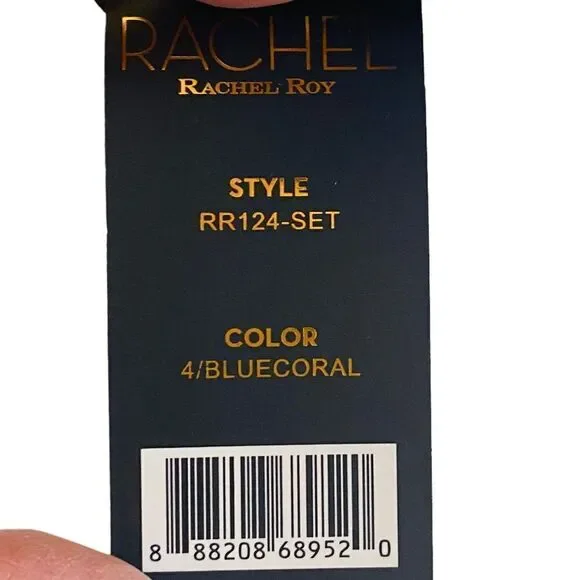 RACHEL
RACHEL ROY
STYLE
RR124-SET
COLOR
4/BLUECORAL
8 88208 68952 0